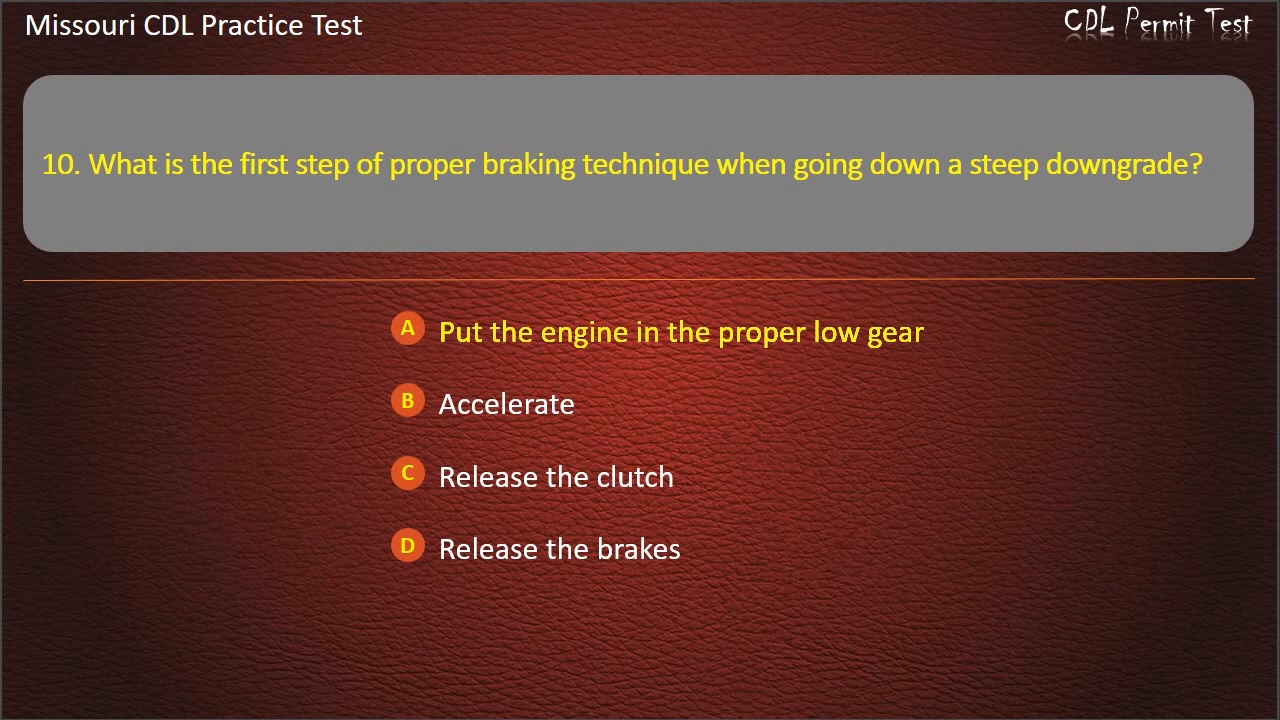 Missouri CDL Practice Test
CDL Permit Test
10. What is the first step of proper braking technique when going down a steep downgrade?
A Put the engine in the proper low gear
B Accelerate
C Release the clutch
D Release the brakes